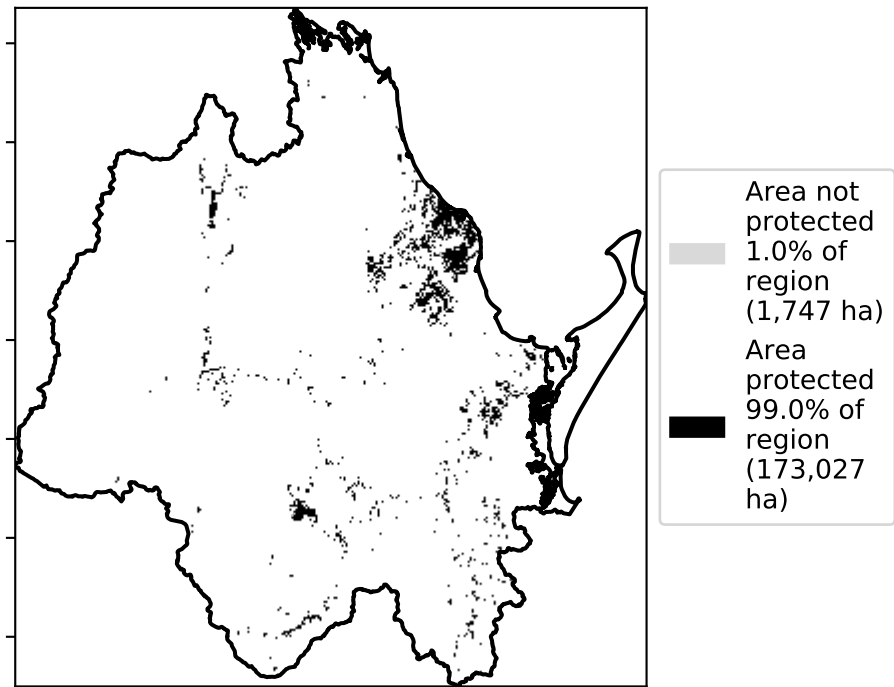 Area not
protected
1.0% of
region
(1,747 ha)
Area
protected
99.0% of
region
(173,027
ha)